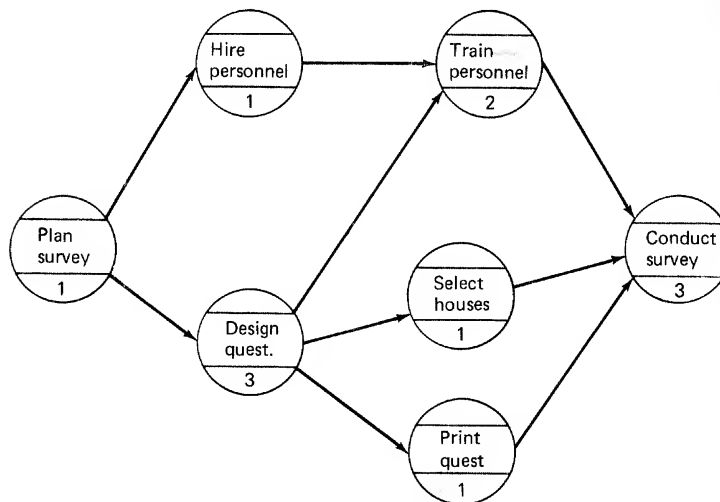 Hire
personnel
1
Train
personnel
2
Plan
survey
1
Design
quest.
3
Select
houses
1
Print
quest
1
Conduct
survey
3